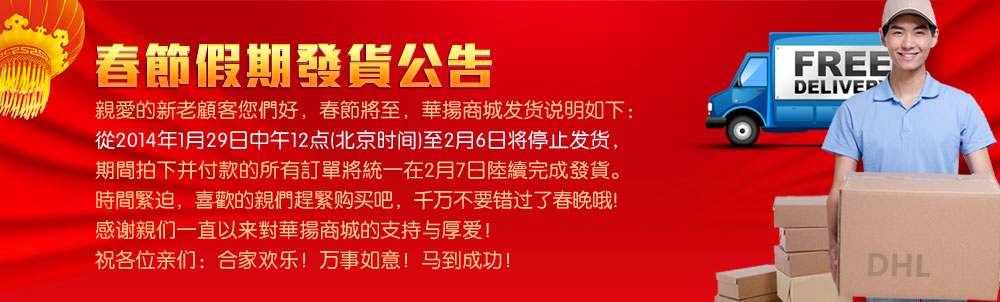 春節假期發貨公告
親愛的新老顧客您們好，春節將至，華揚商城发货说明如下：
從2014年1月29日中午12点(北京时间)至2月6日将停止发货，
期間拍下并付款的所有訂單將統一在2月7日陸續完成發貨。
時間緊迫，喜歡的親們趕緊购买吧，千万不要错过了春晚哦!
感谢親们一直以来對華揚商城的支持与厚爱！
祝各位亲们：合家欢乐！万事如意！马到成功！
FREE
DELIVERY
DHL